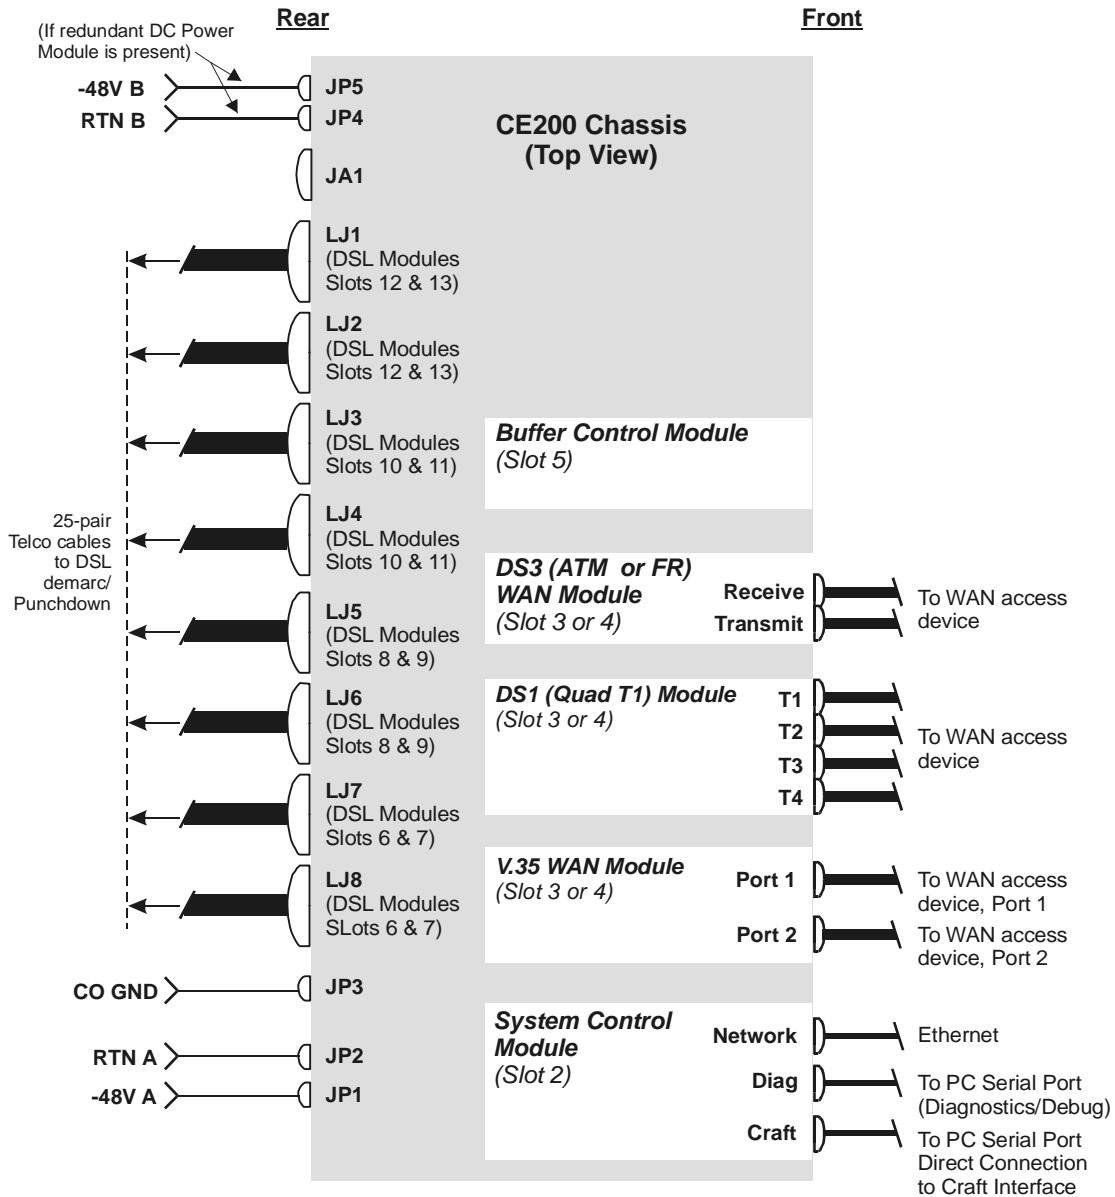 Rear
Front
(If redundant DC Power
Module is present)
-48V B
JP5
RTN B
JP4
CE200 Chassis
(Top View)
JA1
LJ1
(DSL Modules
Slots 12 & 13)
LJ2
(DSL Modules
Slots 12 & 13)
LJ3
(DSL Modules
Slots 10 & 11)
LJ4
(DSL Modules
Slots 10 & 11)
LJ5
(DSL Modules
Slots 8 & 9)
LJ6
(DSL Modules
Slots 8 & 9)
LJ7
(DSL Modules
Slots 6 & 7)
LJ8
(DSL Modules
SLots 6 & 7)
25-pair
Telco cables
to DSL
demarc/
Punchdown
CO GND
JP3
RTN A
JP2
-48V A
JP1
Buffer Control Module
(Slot 5)
DS3 (ATM or FR)
WAN Module
(Slot 3 or 4)
Receive
Transmit
To WAN access
device
DS1 (Quad T1) Module
(Slot 3 or 4)
T1
T2
T3
T4
To WAN access
device
V.35 WAN Module
(Slot 3 or 4)
Port 1
To WAN access
device, Port 1
Port 2
To WAN access
device, Port 2
System Control
Module
(Slot 2)
Network
Ethernet
Diag
To PC Serial Port
(Diagnostics/Debug)
Craft
To PC Serial Port
Direct Connection
to Craft Interface